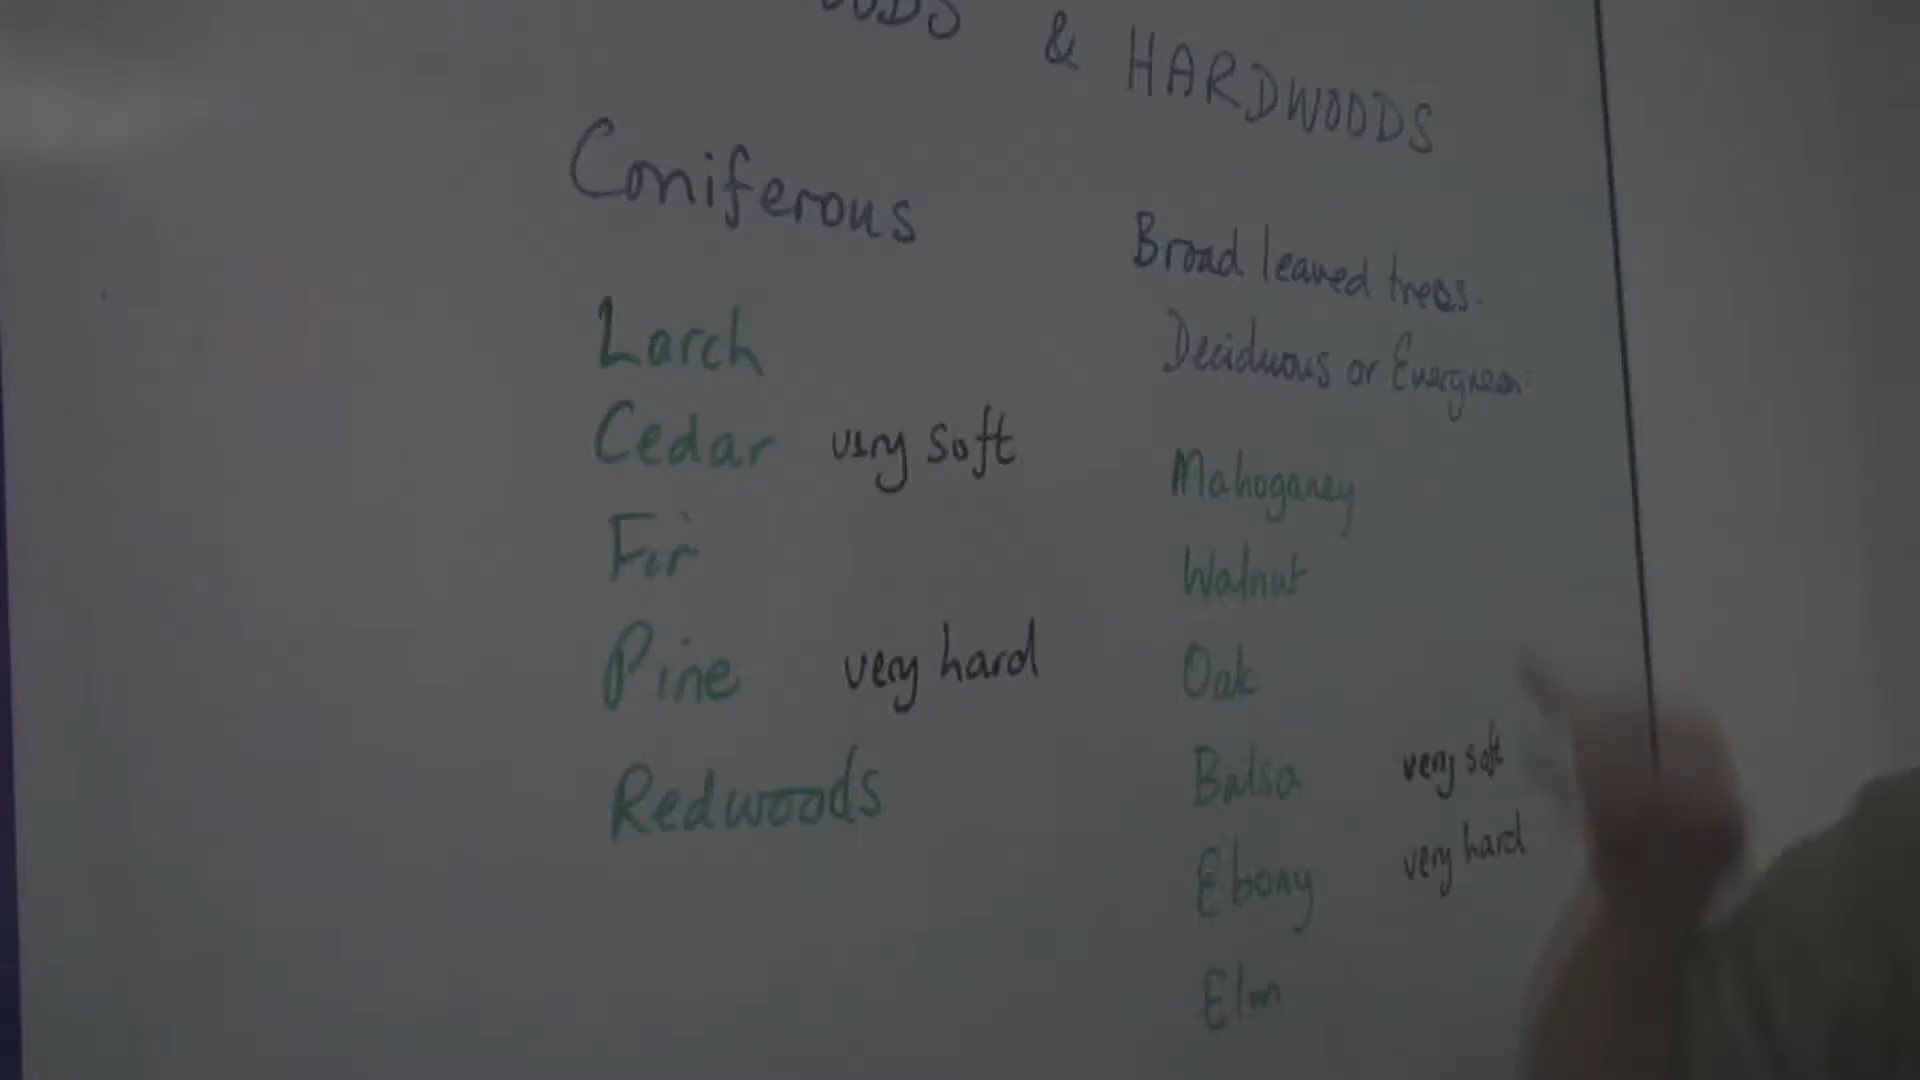 & HARDWOODS
Coniferous
Larch
Cedar very soft
Fir
Pine very hard
Redwoods
Broad leaved trees.
Deciduous or Evergreen.
Mahoganey
Walnut
Oak
Balsa very soft
Ebony very hard
Elm